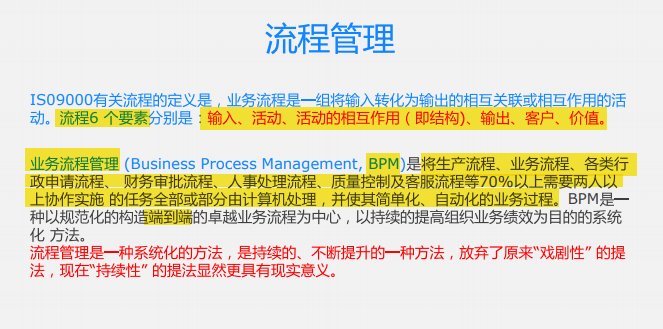 流程管理
IS09000有关流程的定义是，业务流程是一组将输入转化为输出的相互关联或相互作用的活
动。流程6 个要素分别是：输入、活动、活动的相互作用（即结构)、输出、客户、价值。
业务流程管理 (Business Process Management, BPM)是将生产流程、业务流程、各类行
政申请流程、 财务审批流程、人事处理流程、质量控制及客服流程等70%以上需要两人以
上协作实施 的任务全部或部分由计算机处理，并使其简单化、自动化的业务过程。BPM是一
种以规范化的构造端到端的卓越业务流程为中心，以持续的提高组织业务绩效为目的的系统
化 方法。
流程管理是一种系统化的方法，是持续的、不断提升的一种方法，放弃了原来“戏剧性” 的提
法，现在“持续性” 的提法显然更具有现实意义。